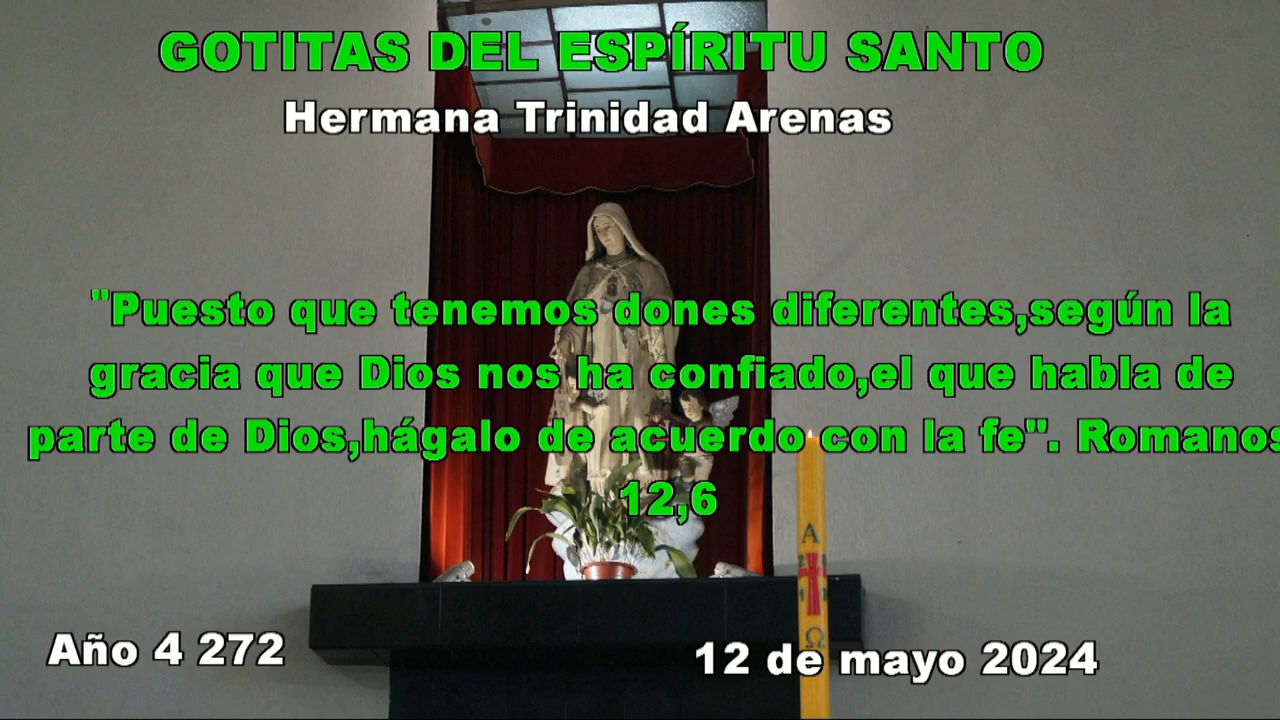 GOTITAS DEL ESPÍRITU SANTO
Hermana Trinidad Arenas
"Puesto que tenemos dones diferentes,según la
gracia que Dios nos ha confiado,el que habla de
parte de Dios,hágalo de acuerdo con la fe". Romanos
12,6
A
Ω
Año 4 272
12 de mayo 2024